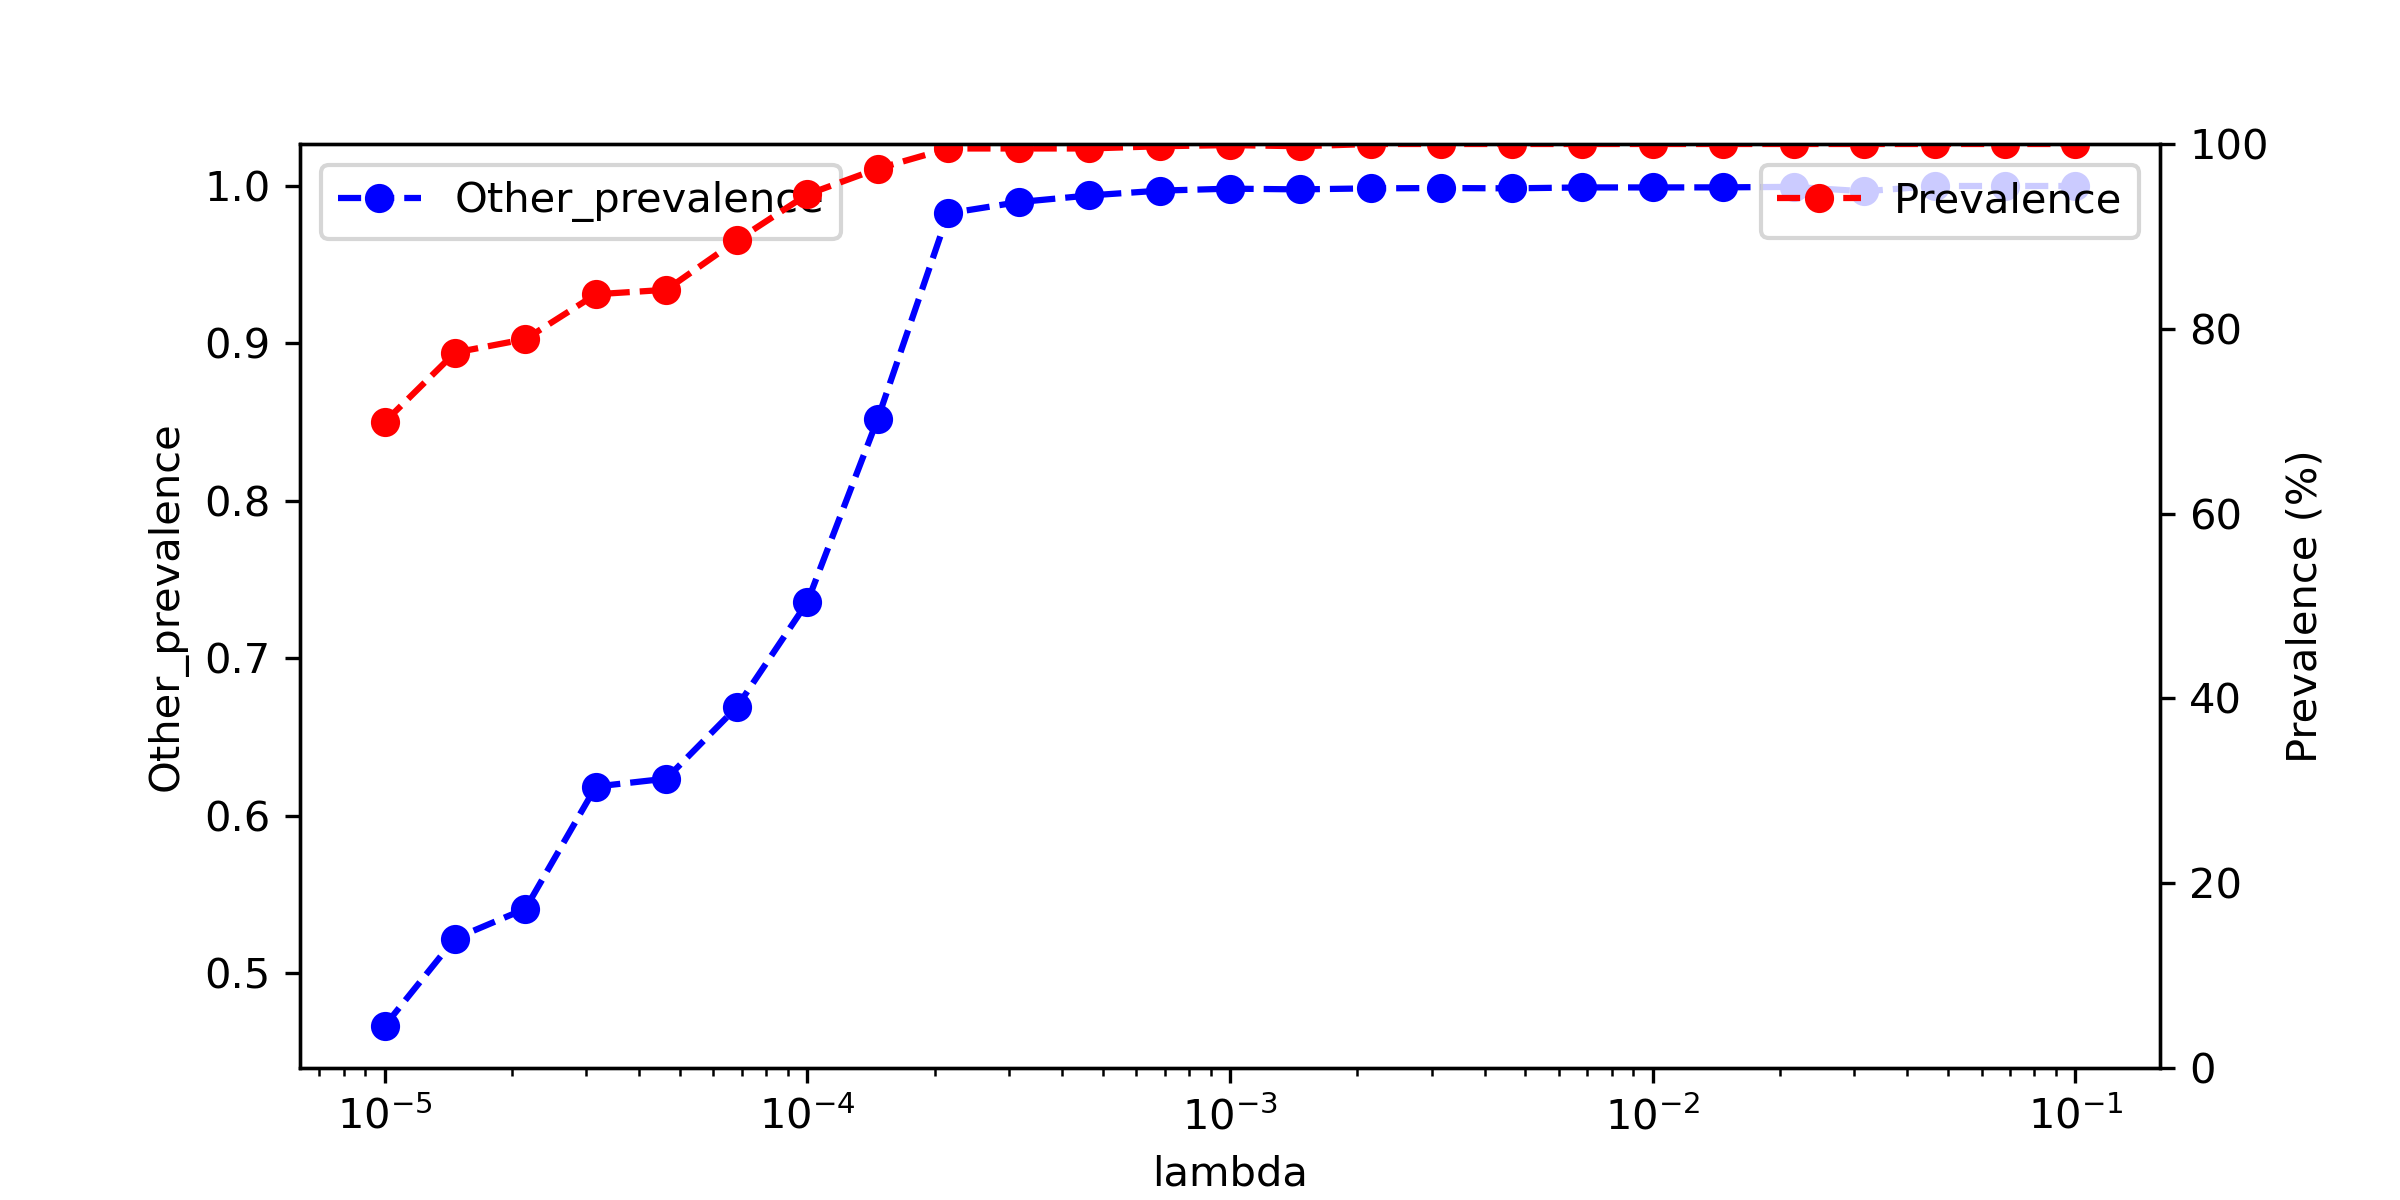 Other_prevalence
Prevalence
1.0
0.9
0.8
0.7
0.6
0.5
Other_prevalence
100
80
60
40
20
0
Prevalence (%)
10⁻⁵ 10⁻⁴ 10⁻³ 10⁻² 10⁻¹
lambda